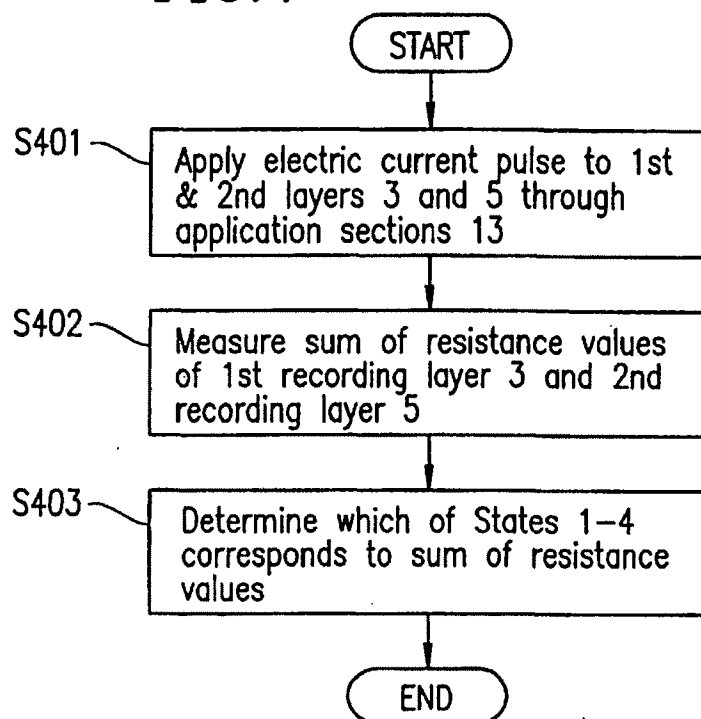 START
S401
Apply electric current pulse to 1st
& 2nd layers 3 and 5 through
application sections 13
S402
Measure sum of resistance values
of 1st recording layer 3 and 2nd
recording layer 5
S403
Determine which of States 1-4
corresponds to sum of resistance
values
END